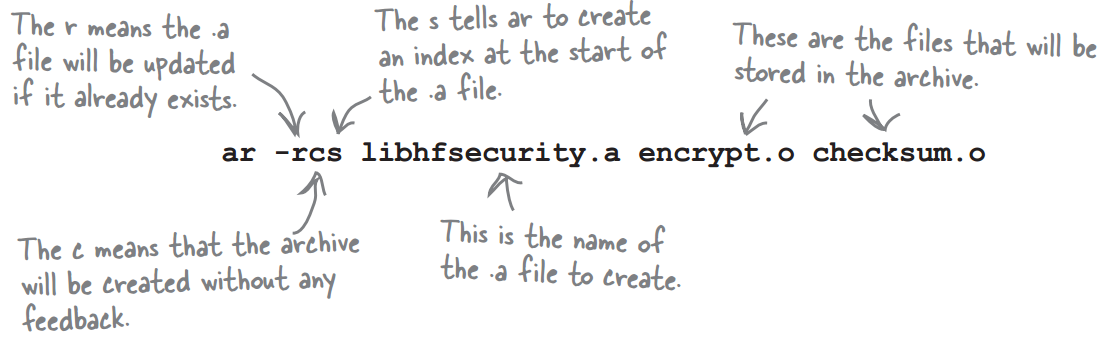 The r means the .a
file will be updated
if it already exists.
The s tells ar to create
an index at the start of
the .a file.
These are the files that will be
stored in the archive.
ar -rcs libhfsecurity.a encrypt.o checksum.o
The c means that the archive
will be created without any
feedback.
This is the name of
the .a file to create.